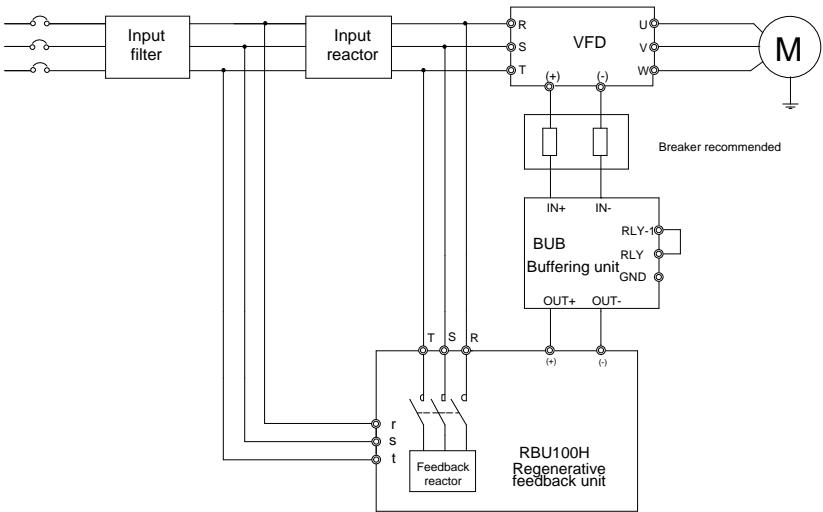 Input
filter
Input
reactor
R
S
T
VFD
U
V
W
M
(+)
(-)
Breaker recommended
IN+
IN-
BUB
Buffering unit
RLY-1
RLY
GND
OUT+
OUT-
T
S
R
(+)
(-)
r
s
t
Feedback
reactor
RBU100H
Regenerative
feedback unit